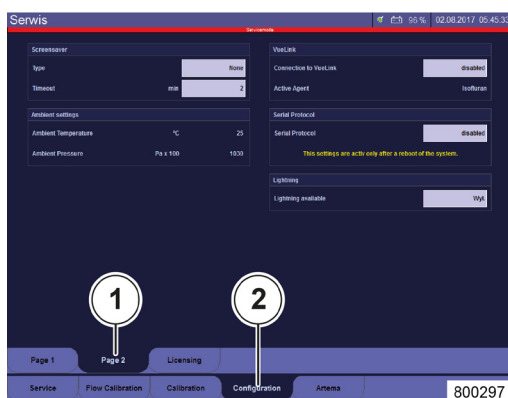 Serwis
96 %
02.08.2017 05:45:33
Servicemode
Screensaver
Type None
Timeout min 2
Ambient settings
Ambient Temperature °C 25
Ambient Pressure Pa x 100 1030
VueLink
Connection to VueLink disabled
Active Agent Isofluran
Serial Protocol
Serial Protocol disabled
This settings are activ only after a reboot of the system.
Lightning
Lightning available Wył.
1
2
Page 1 Page 2 Licensing
Service Flow Calibration Calibration Configuration Artema
800297